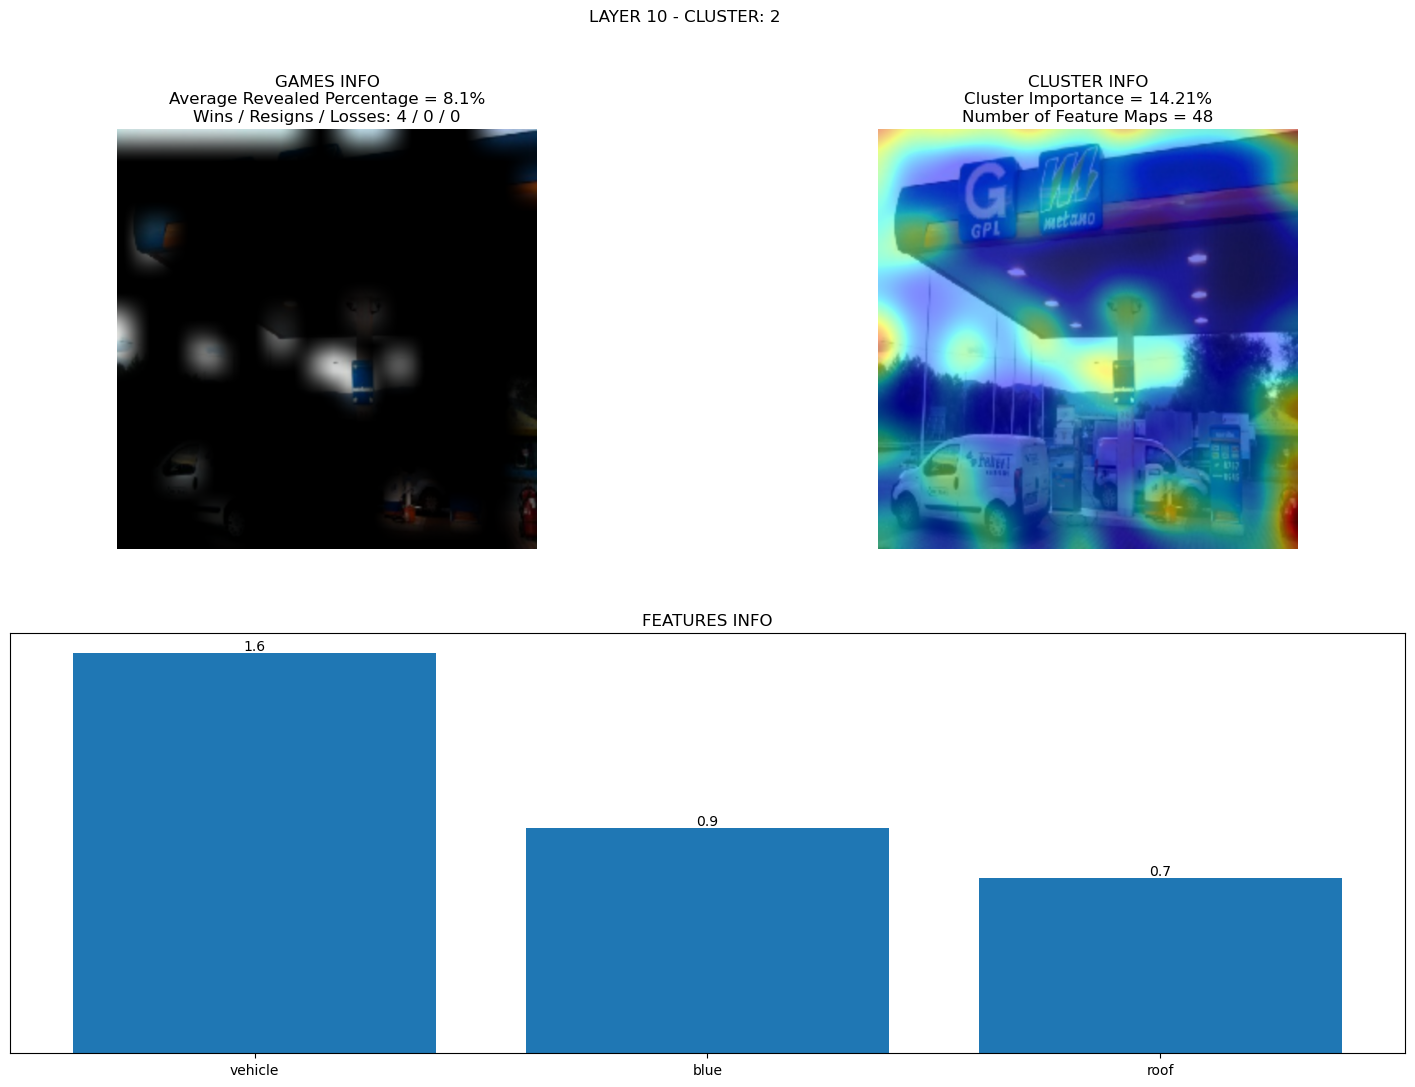 LAYER 10 - CLUSTER: 2
GAMES INFO
Average Revealed Percentage = 8.1%
Wins / Resigns / Losses: 4 / 0 / 0
CLUSTER INFO
Cluster Importance = 14.21%
Number of Feature Maps = 48
G
GPL
metano
FEATURES INFO
1.6
0.9
0.7
vehicle
blue
roof